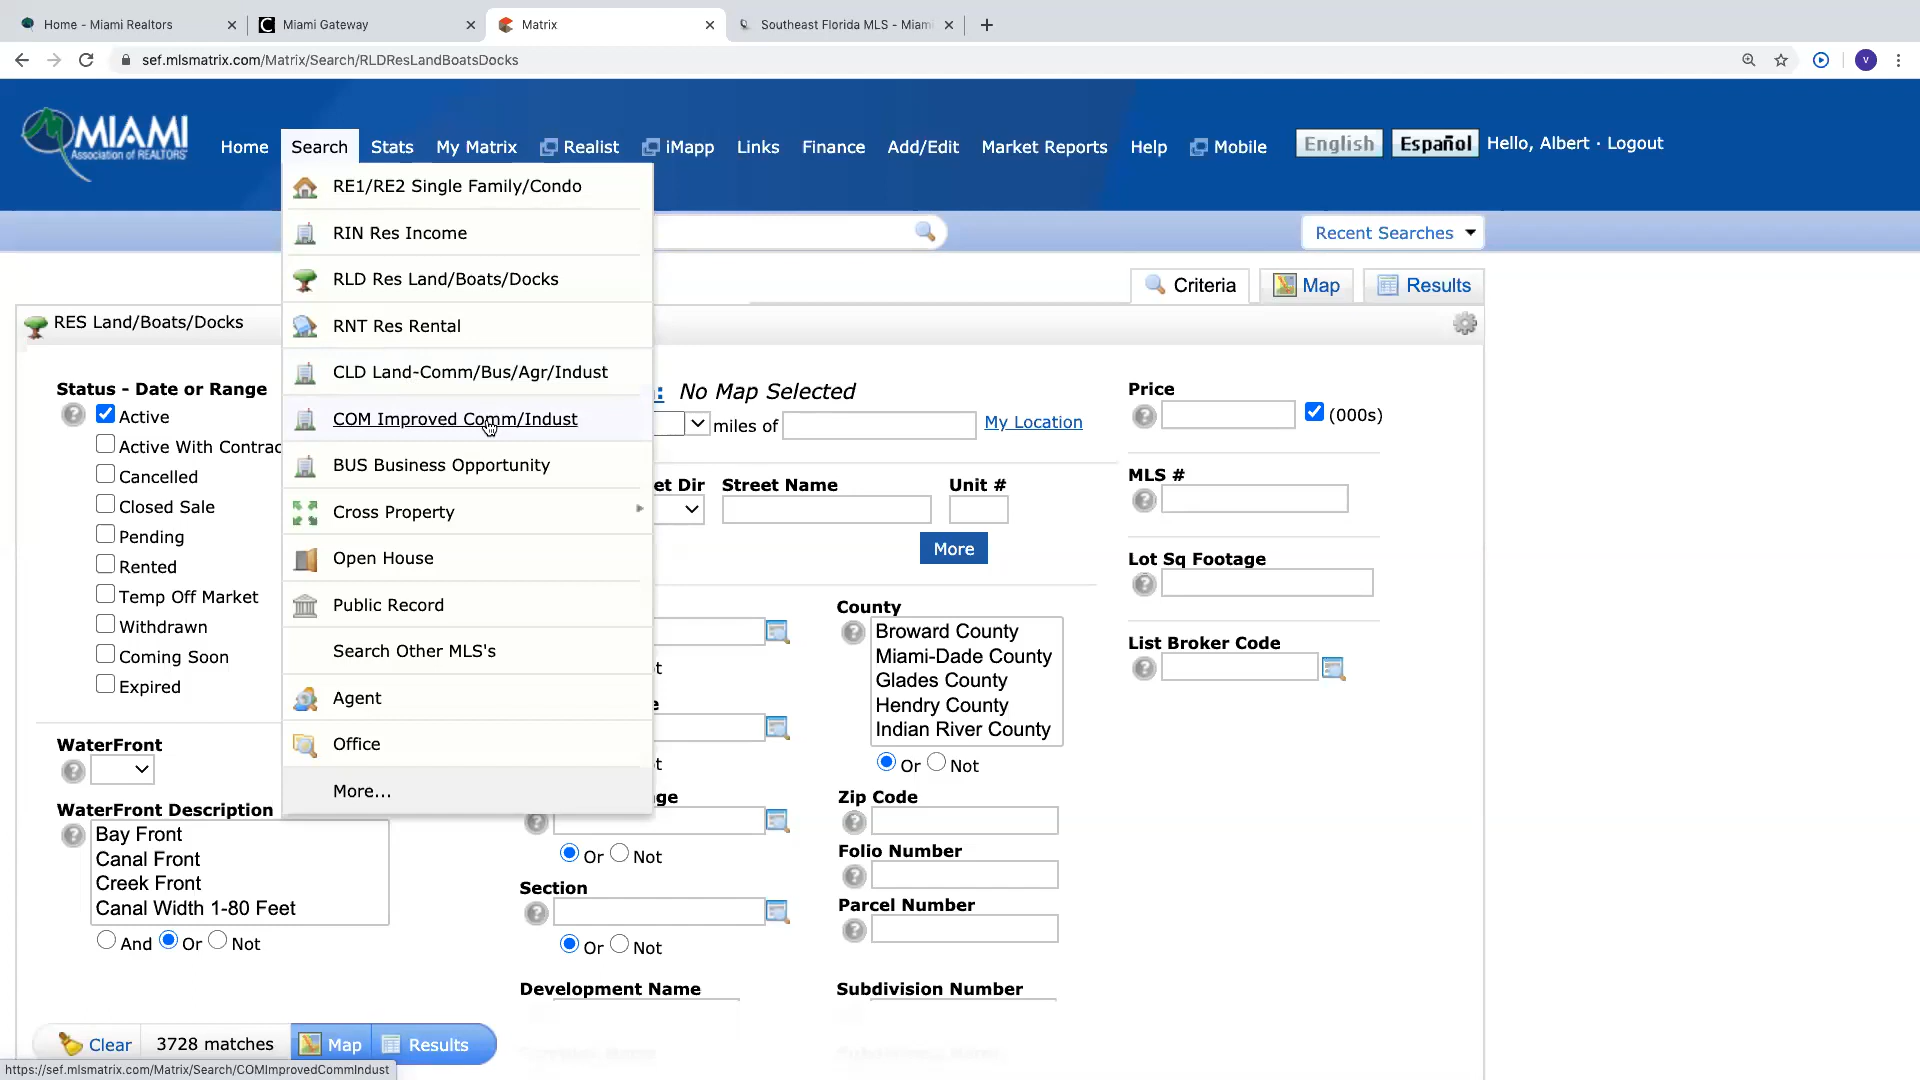 Home - Miami Realtors
Miami Gateway
Matrix
Southeast Florida MLS - Miami
sef.mlsmatrix.com/Matrix/Search/RLDResLandBoatsDocks
V
MIAMI
Association of REALTORS®
Home Search Stats My Matrix Realist iMapp Links Finance Add/Edit Market Reports Help Mobile English Español Hello, Albert · Logout
RE1/RE2 Single Family/Condo
RIN Res Income
RLD Res Land/Boats/Docks
RNT Res Rental
CLD Land-Comm/Bus/Agr/Indust
COM Improved Comm/Indust
BUS Business Opportunity
Cross Property
Open House
Public Record
Search Other MLS's
Agent
Office
More...
Recent Searches
Criteria Map Results
RES Land/Boats/Docks
Status - Date or Range
Active
Active With Contrac
Cancelled
Closed Sale
Pending
Rented
Temp Off Market
Withdrawn
Coming Soon
Expired
WaterFront
WaterFront Description
Bay Front
Canal Front
Creek Front
Canal Width 1-80 Feet
And Or Not
: No Map Selected
miles of
My Location
et Dir Street Name Unit #
More
t
e
t
ge
Or Not
Section
Or Not
Development Name
County
Broward County
Miami-Dade County
Glades County
Hendry County
Indian River County
Or Not
Zip Code
Folio Number
Parcel Number
Subdivision Number
Price
(000s)
MLS #
Lot Sq Footage
List Broker Code
Clear 3728 matches Map Results
https://sef.mlsmatrix.com/Matrix/Search/COMImprovedCommIndust